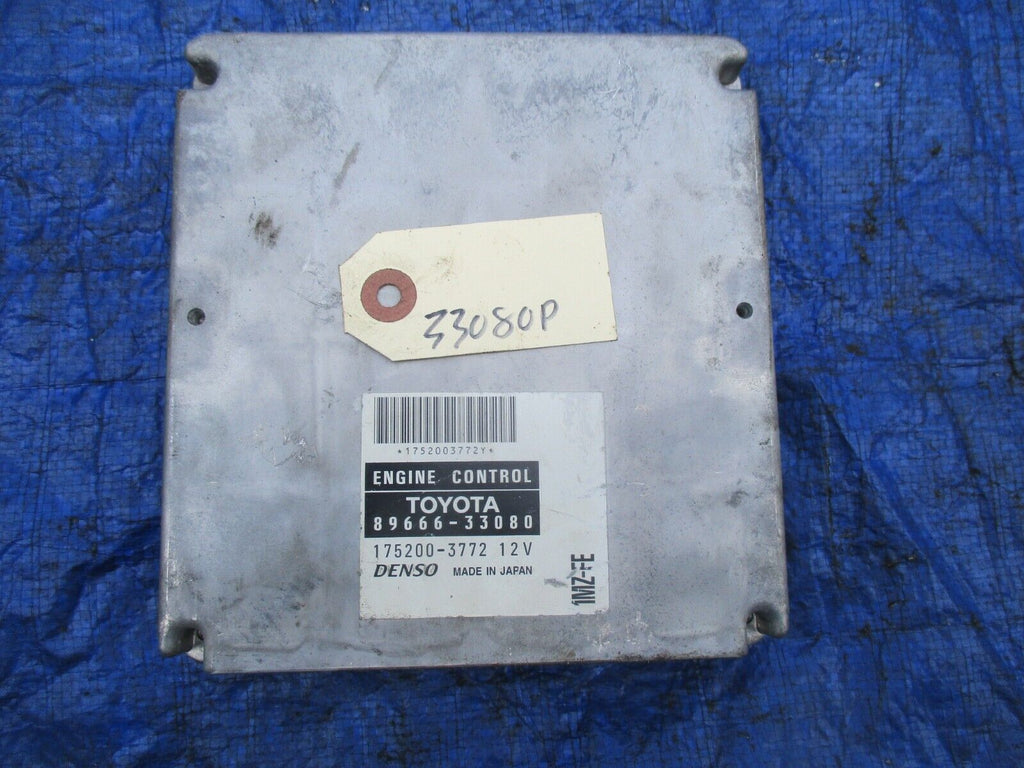 33080P
*1752003772Y*
ENGINE CONTROL
TOYOTA
89666-33080
175200-3772 12V
DENSO MADE IN JAPAN
1MZ-FE